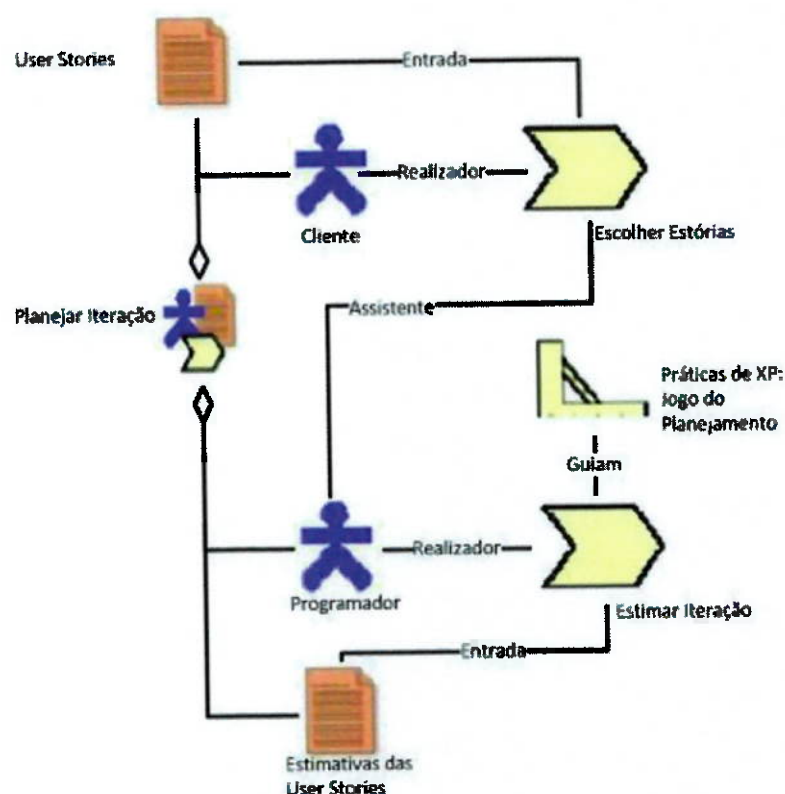 User Stories
Entrada
Realizador
Cliente
Escolher Estórias
Planejar Iteração
Assistente
Práticas de XP:
Jogo do
Planejamento
Guiam
Realizador
Programador
Estimar Iteração
Entrada
Estimativas das
User Stories